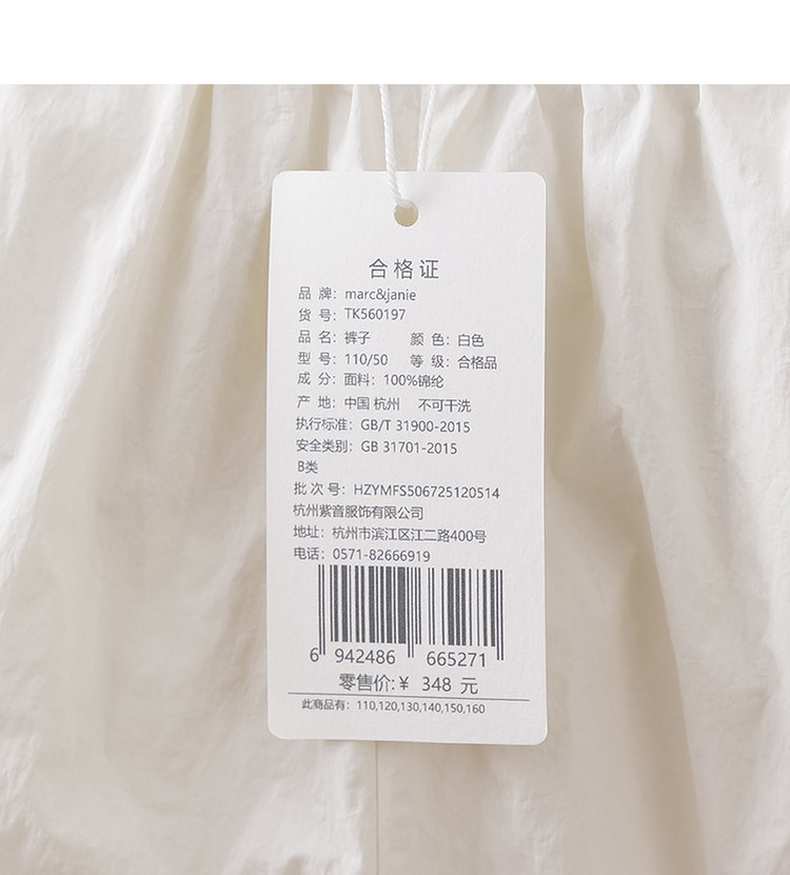 合格证
品 牌：marc&janie
货 号：TK560197
品 名：裤子 颜 色：白色
型 号：110/50 等 级：合格品
成 分：面料：100%锦纶
产 地：中国 杭州 不可干洗
执行标准：GB/T 31900-2015
安全类别：GB 31701-2015
B类
批 次 号：HZYMFS506725120514
杭州紫音服饰有限公司
地址：杭州市滨江区江二路400号
电话：0571-82666919
6 942486 665271
零售价:¥ 348 元
此商品有：110,120,130,140,150,160